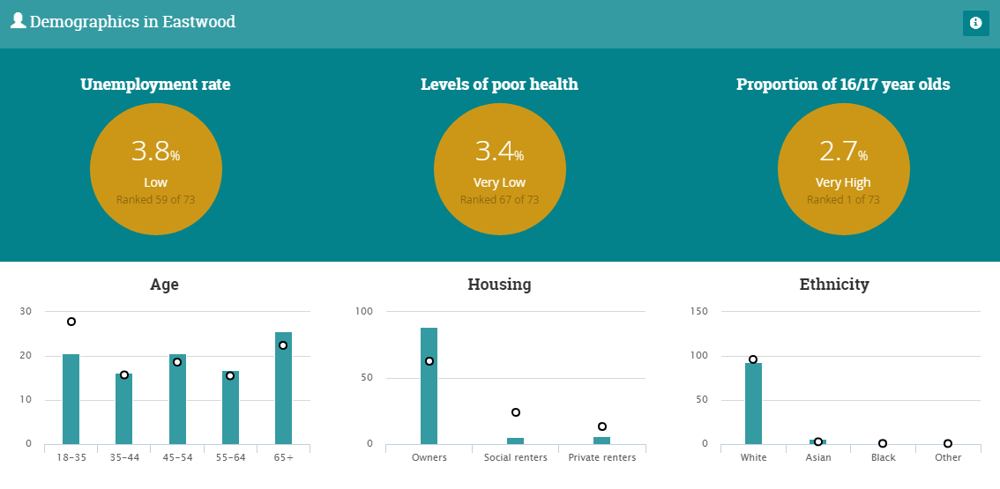 Demographics in Eastwood
Unemployment rate
3.8%
Low
Ranked 59 of 73
Levels of poor health
3.4%
Very Low
Ranked 67 of 73
Proportion of 16/17 year olds
2.7%
Very High
Ranked 1 of 73
Age
30
20
10
0
18-35 35-44 45-54 55-64 65+
Housing
100
50
0
Owners Social renters Private renters
Ethnicity
150
100
50
0
White Asian Black Other